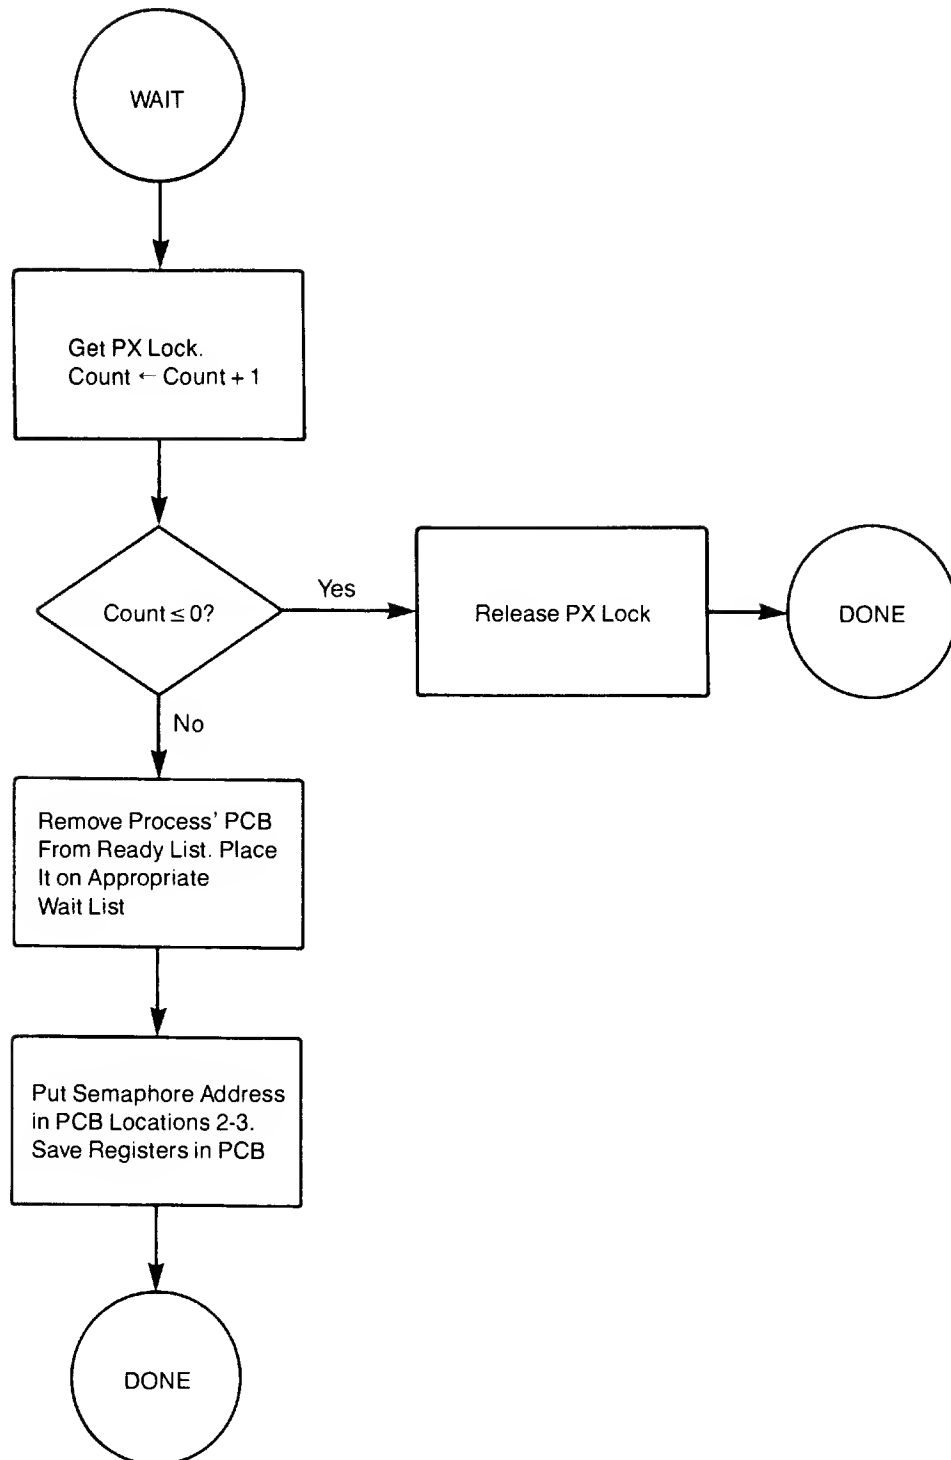 WAIT
Get PX Lock.
Count ← Count + 1
Count ≤ 0?
Yes
Release PX Lock
DONE
No
Remove Process' PCB
From Ready List. Place
It on Appropriate
Wait List
Put Semaphore Address
in PCB Locations 2-3.
Save Registers in PCB
DONE